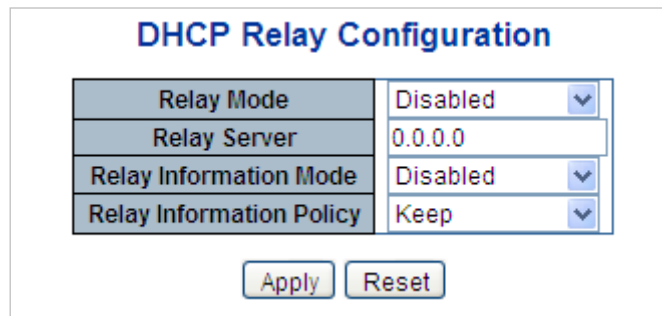 DHCP Relay Configuration
Relay Mode Disabled
Relay Server 0.0.0.0
Relay Information Mode Disabled
Relay Information Policy Keep
Apply Reset